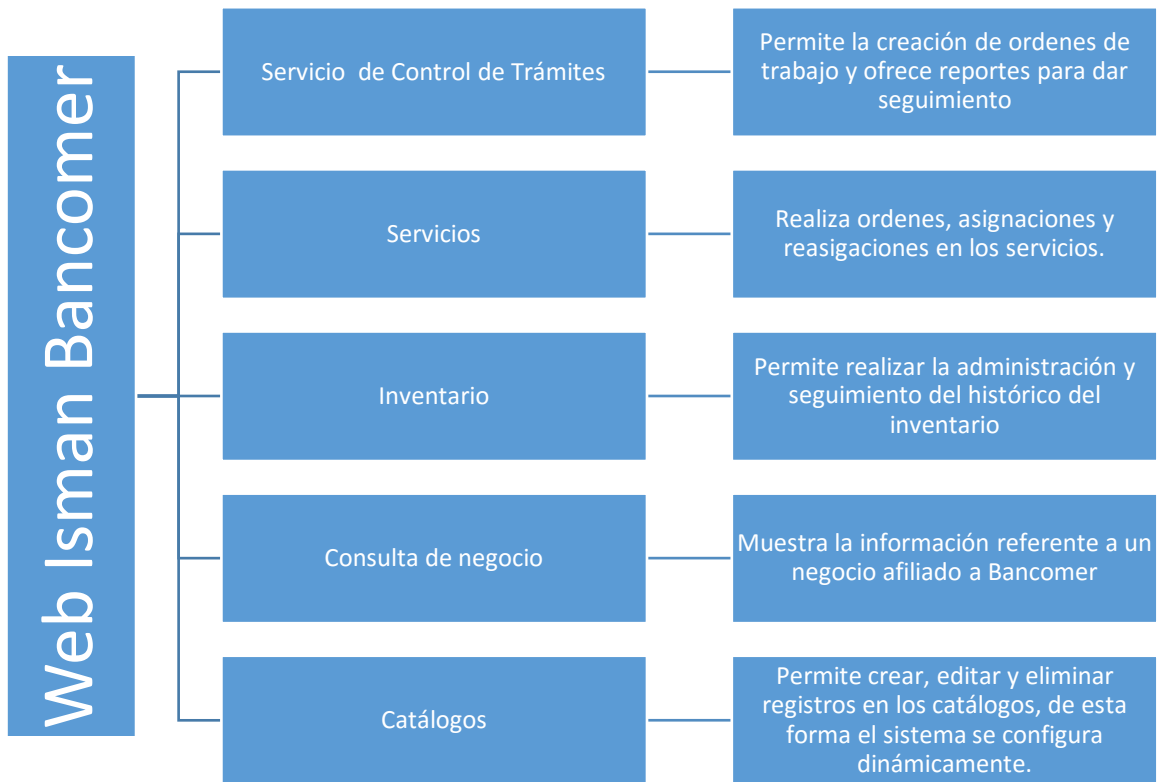 Web Isman Bancomer
Servicio de Control de Trámites
Permite la creación de ordenes de
trabajo y ofrece reportes para dar
seguimiento
Servicios
Realiza ordenes, asignaciones y
reasigaciones en los servicios.
Inventario
Permite realizar la administración y
seguimiento del histórico del
inventario
Consulta de negocio
Muestra la información referente a un
negocio afiliado a Bancomer
Catálogos
Permite crear, editar y eliminar
registros en los catálogos, de esta
forma el sistema se configura
dinámicamente.